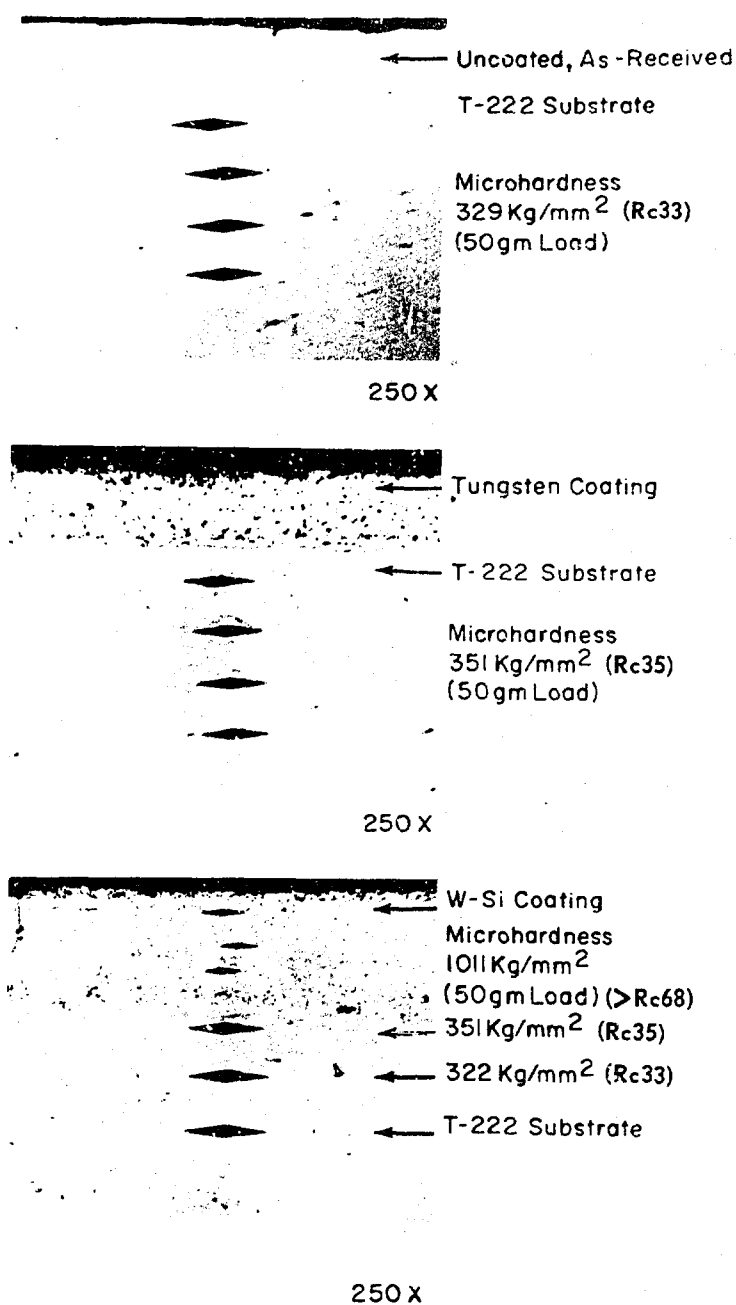 Uncoated, As-Received
T-222 Substrate
Microhardness
329 Kg/mm2 (Rc33)
(50gm Load)
250 X
Tungsten Coating
T-222 Substrate
Microhardness
351 Kg/mm2 (Rc35)
(50gm Load)
250 X
W-Si Coating
Microhardness
1011 Kg/mm2
(50gm Load) (>Rc68)
351 Kg/mm2 (Rc35)
322 Kg/mm2 (Rc33)
T-222 Substrate
250 X